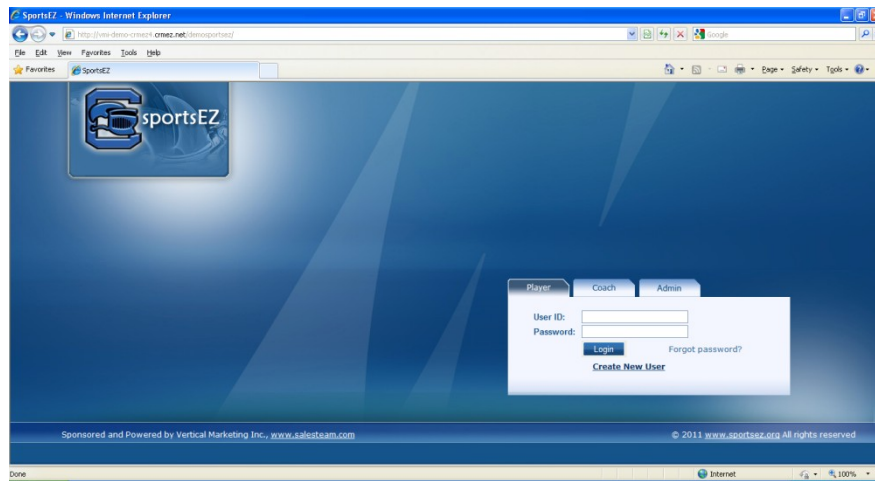 SportsEZ - Windows Internet Explorer
http://vmi-demo-crmez4.crmez.net/demosportsez/
Google
File Edit View Favorites Tools Help
Favorites SportsEZ Page Safety Tools
sportsEZ
Player Coach Admin
User ID:
Password:
Login Forgot password?
Create New User
Sponsored and Powered by Vertical Marketing Inc., www.salesteam.com © 2011 www.sportsez.org All rights reserved
Done Internet 100%